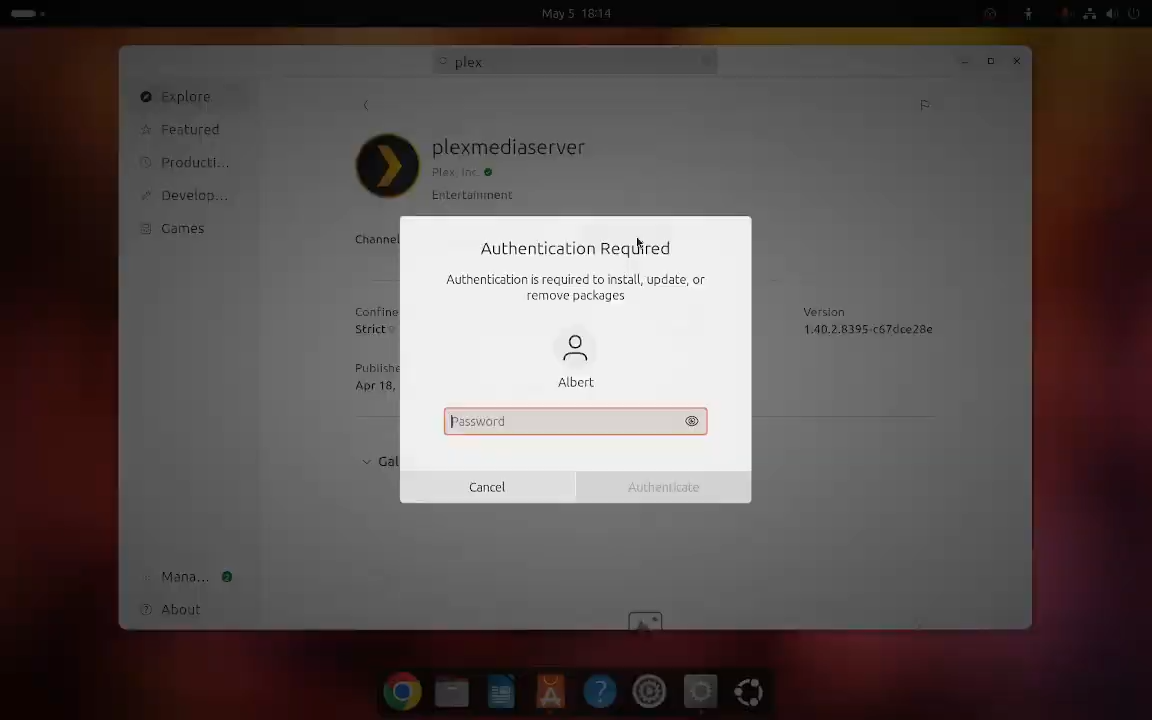 May 5 18:14
plex
Explore
Featured
Producti...
Develop...
Games
plexmediaserver
Plex, Inc.
Entertainment
Channel
Confine
Strict
Version
1.40.2.8395-c67dce28e
Publishe
Apr 18,
Gal
Authentication Required
Authentication is required to install, update, or
remove packages
Albert
Password
Cancel
Authenticate
Mana... 2
About